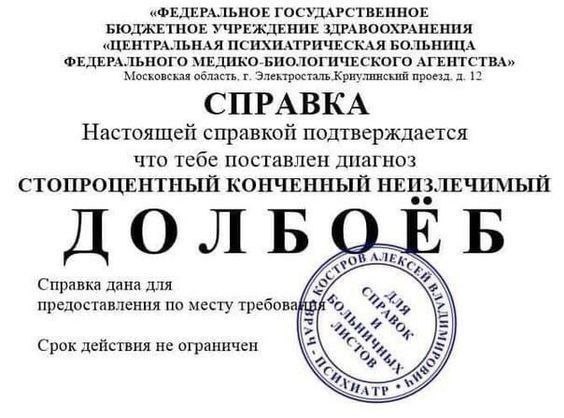 «ФЕДЕРАЛЬНОЕ ГОСУДАРСТВЕННОЕ
БЮДЖЕТНОЕ УЧРЕЖДЕНИЕ ЗДРАВООХРАНЕНИЯ
«ЦЕНТРАЛЬНАЯ ПСИХИАТРИЧЕСКАЯ БОЛЬНИЦА
ФЕДЕРАЛЬНОГО МЕДИКО-БИОЛОГИЧЕСКОГО АГЕНТСТВА»
Московская область, г. Электросталь,Криулинский проезд, д. 12
СПРАВКА
Настоящей справкой подтверждается
что тебе поставлен диагноз
СТОПРОЦЕНТНЫЙ КОНЧЕННЫЙ НЕИЗЛЕЧИМЫЙ
ДОЛБОЁБ
Справка дана для
предоставления по месту требования
Срок действия не ограничен
ВРАЧ - ПСИХИАТР • КОСТРОВ АЛЕКСЕЙ ВЛАДИМИРОВИЧ
ДЛЯ
СПРАВОК
И
БОЛЬНИЧНЫХ
ЛИСТОВ